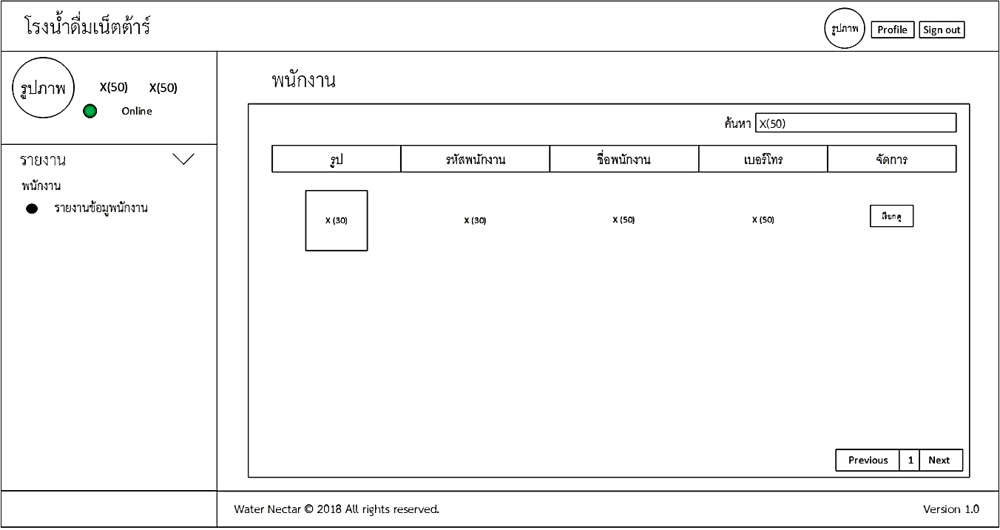 โรงน้ำดื่มเน็ตต้าร์
รูปภาพ Profile Sign out
รูปภาพ X(50) X(50)
Online
รายงาน
พนักงาน
รายงานข้อมูพนักงาน
พนักงาน
ค้นหา X(50)
รูป รหัสพนักงาน ชื่อพนักงาน เบอร์โทร จัดการ
X (30) X (30) X (50) X (50) เรียกดู
Previous 1 Next
Water Nectar © 2018 All rights reserved. Version 1.0